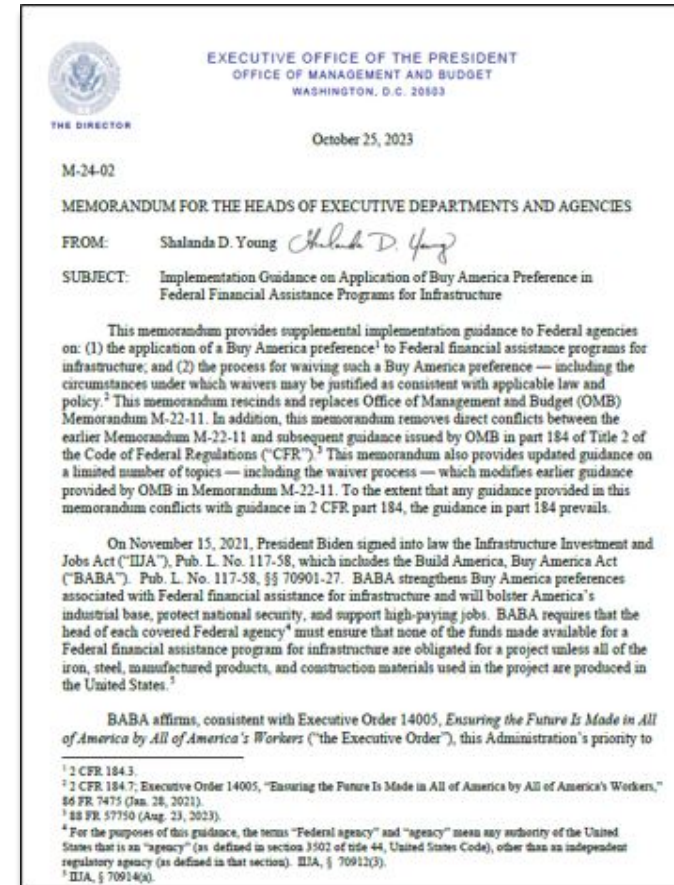 EXECUTIVE OFFICE OF THE PRESIDENT
OFFICE OF MANAGEMENT AND BUDGET
WASHINGTON, D.C. 20503
THE DIRECTOR
October 25, 2023
M-24-02
MEMORANDUM FOR THE HEADS OF EXECUTIVE DEPARTMENTS AND AGENCIES
FROM: Shalanda D. Young Shalanda D. Young
SUBJECT: Implementation Guidance on Application of Buy America Preference in
Federal Financial Assistance Programs for Infrastructure
This memorandum provides supplemental implementation guidance to Federal agencies
on: (1) the application of a Buy America preference¹ to Federal financial assistance programs for
infrastructure; and (2) the process for waiving such a Buy America preference — including the
circumstances under which waivers may be justified as consistent with applicable law and
policy.² This memorandum rescinds and replaces Office of Management and Budget (OMB)
Memorandum M-22-11. In addition, this memorandum removes direct conflicts between the
earlier Memorandum M-22-11 and subsequent guidance issued by OMB in part 184 of Title 2 of
the Code of Federal Regulations ("CFR").³ This memorandum also provides updated guidance on
a limited number of topics — including the waiver process — which modifies earlier guidance
provided by OMB in Memorandum M-22-11. To the extent that any guidance provided in this
memorandum conflicts with guidance in 2 CFR part 184, the guidance in part 184 prevails.
On November 15, 2021, President Biden signed into law the Infrastructure Investment and
Jobs Act ("IIJA"), Pub. L. No. 117-58, which includes the Build America, Buy America Act
("BABA"). Pub. L. No. 117-58, §§ 70901-27. BABA strengthens Buy America preferences
associated with Federal financial assistance for infrastructure and will bolster America's
industrial base, protect national security, and support high-paying jobs. BABA requires that the
head of each covered Federal agency⁴ must ensure that none of the funds made available for a
Federal financial assistance program for infrastructure are obligated for a project unless all of the
iron, steel, manufactured products, and construction materials used in the project are produced in
the United States.⁵
BABA affirms, consistent with Executive Order 14005, Ensuring the Future Is Made in All
of America by All of America's Workers ("the Executive Order"), this Administration's priority to
¹ 2 CFR 184.3.
² 2 CFR 184.7; Executive Order 14005, "Ensuring the Future Is Made in All of America by All of America's Workers,"
86 FR 7475 (Jan. 28, 2021).
³ 88 FR 57750 (Aug. 23, 2023).
⁴ For the purposes of this guidance, the terms "Federal agency" and "agency" mean any authority of the United
States that is an "agency" (as defined in section 3502 of title 44, United States Code), other than an independent
regulatory agency (as defined in that section). IIJA, § 70912(3).
⁵ IIJA, § 70914(a).